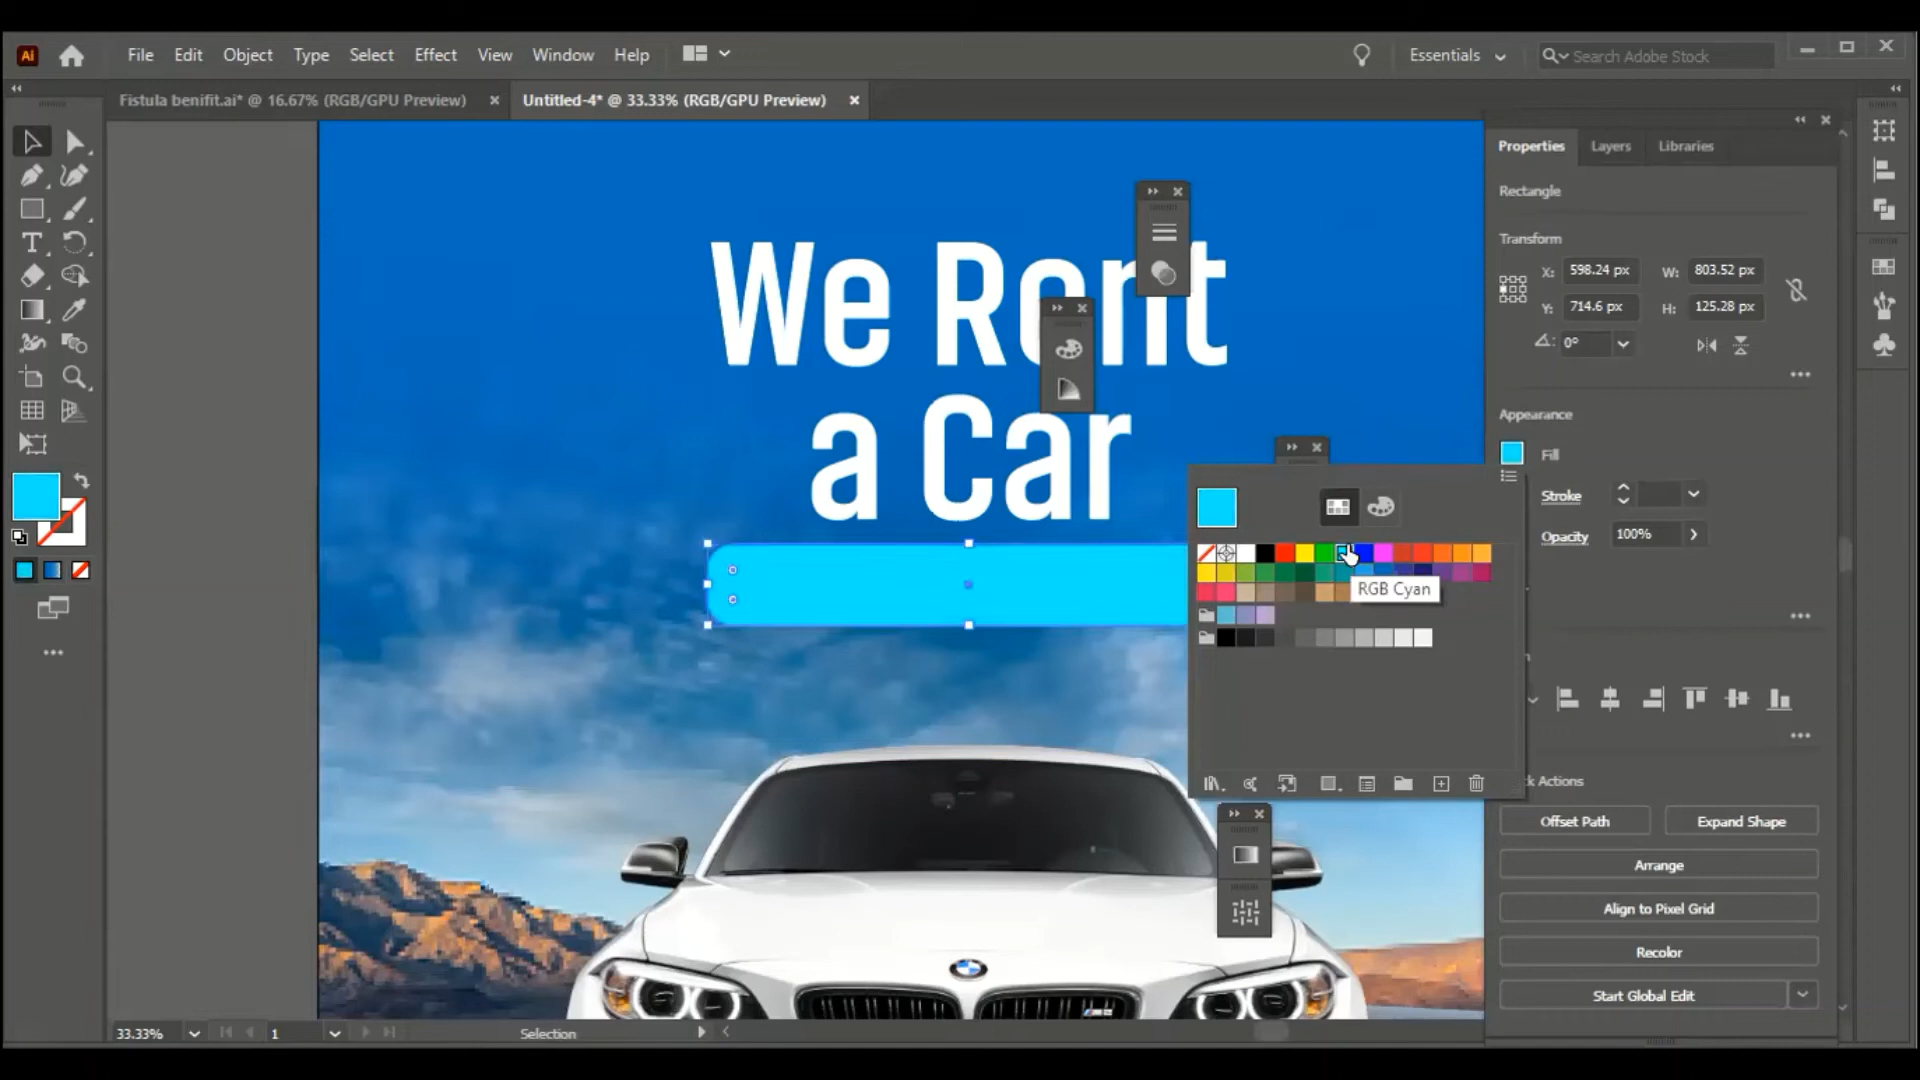 Ai File Edit Object Type Select Effect View Window Help Essentials Search Adobe Stock
Fistula benifit.ai* @ 16.67% (RGB/GPU Preview) Untitled-4* @ 33.33% (RGB/GPU Preview)
Properties Layers Libraries
Rectangle
Transform
X: 598.24 px W: 803.52 px
Y: 714.6 px H: 125.28 px
0°
Appearance
Fill
Stroke
Opacity 100%
We Rent
a Car
RGB Cyan
ck Actions
Offset Path Expand Shape
Arrange
Align to Pixel Grid
Recolor
Start Global Edit
33.33% 1 Selection